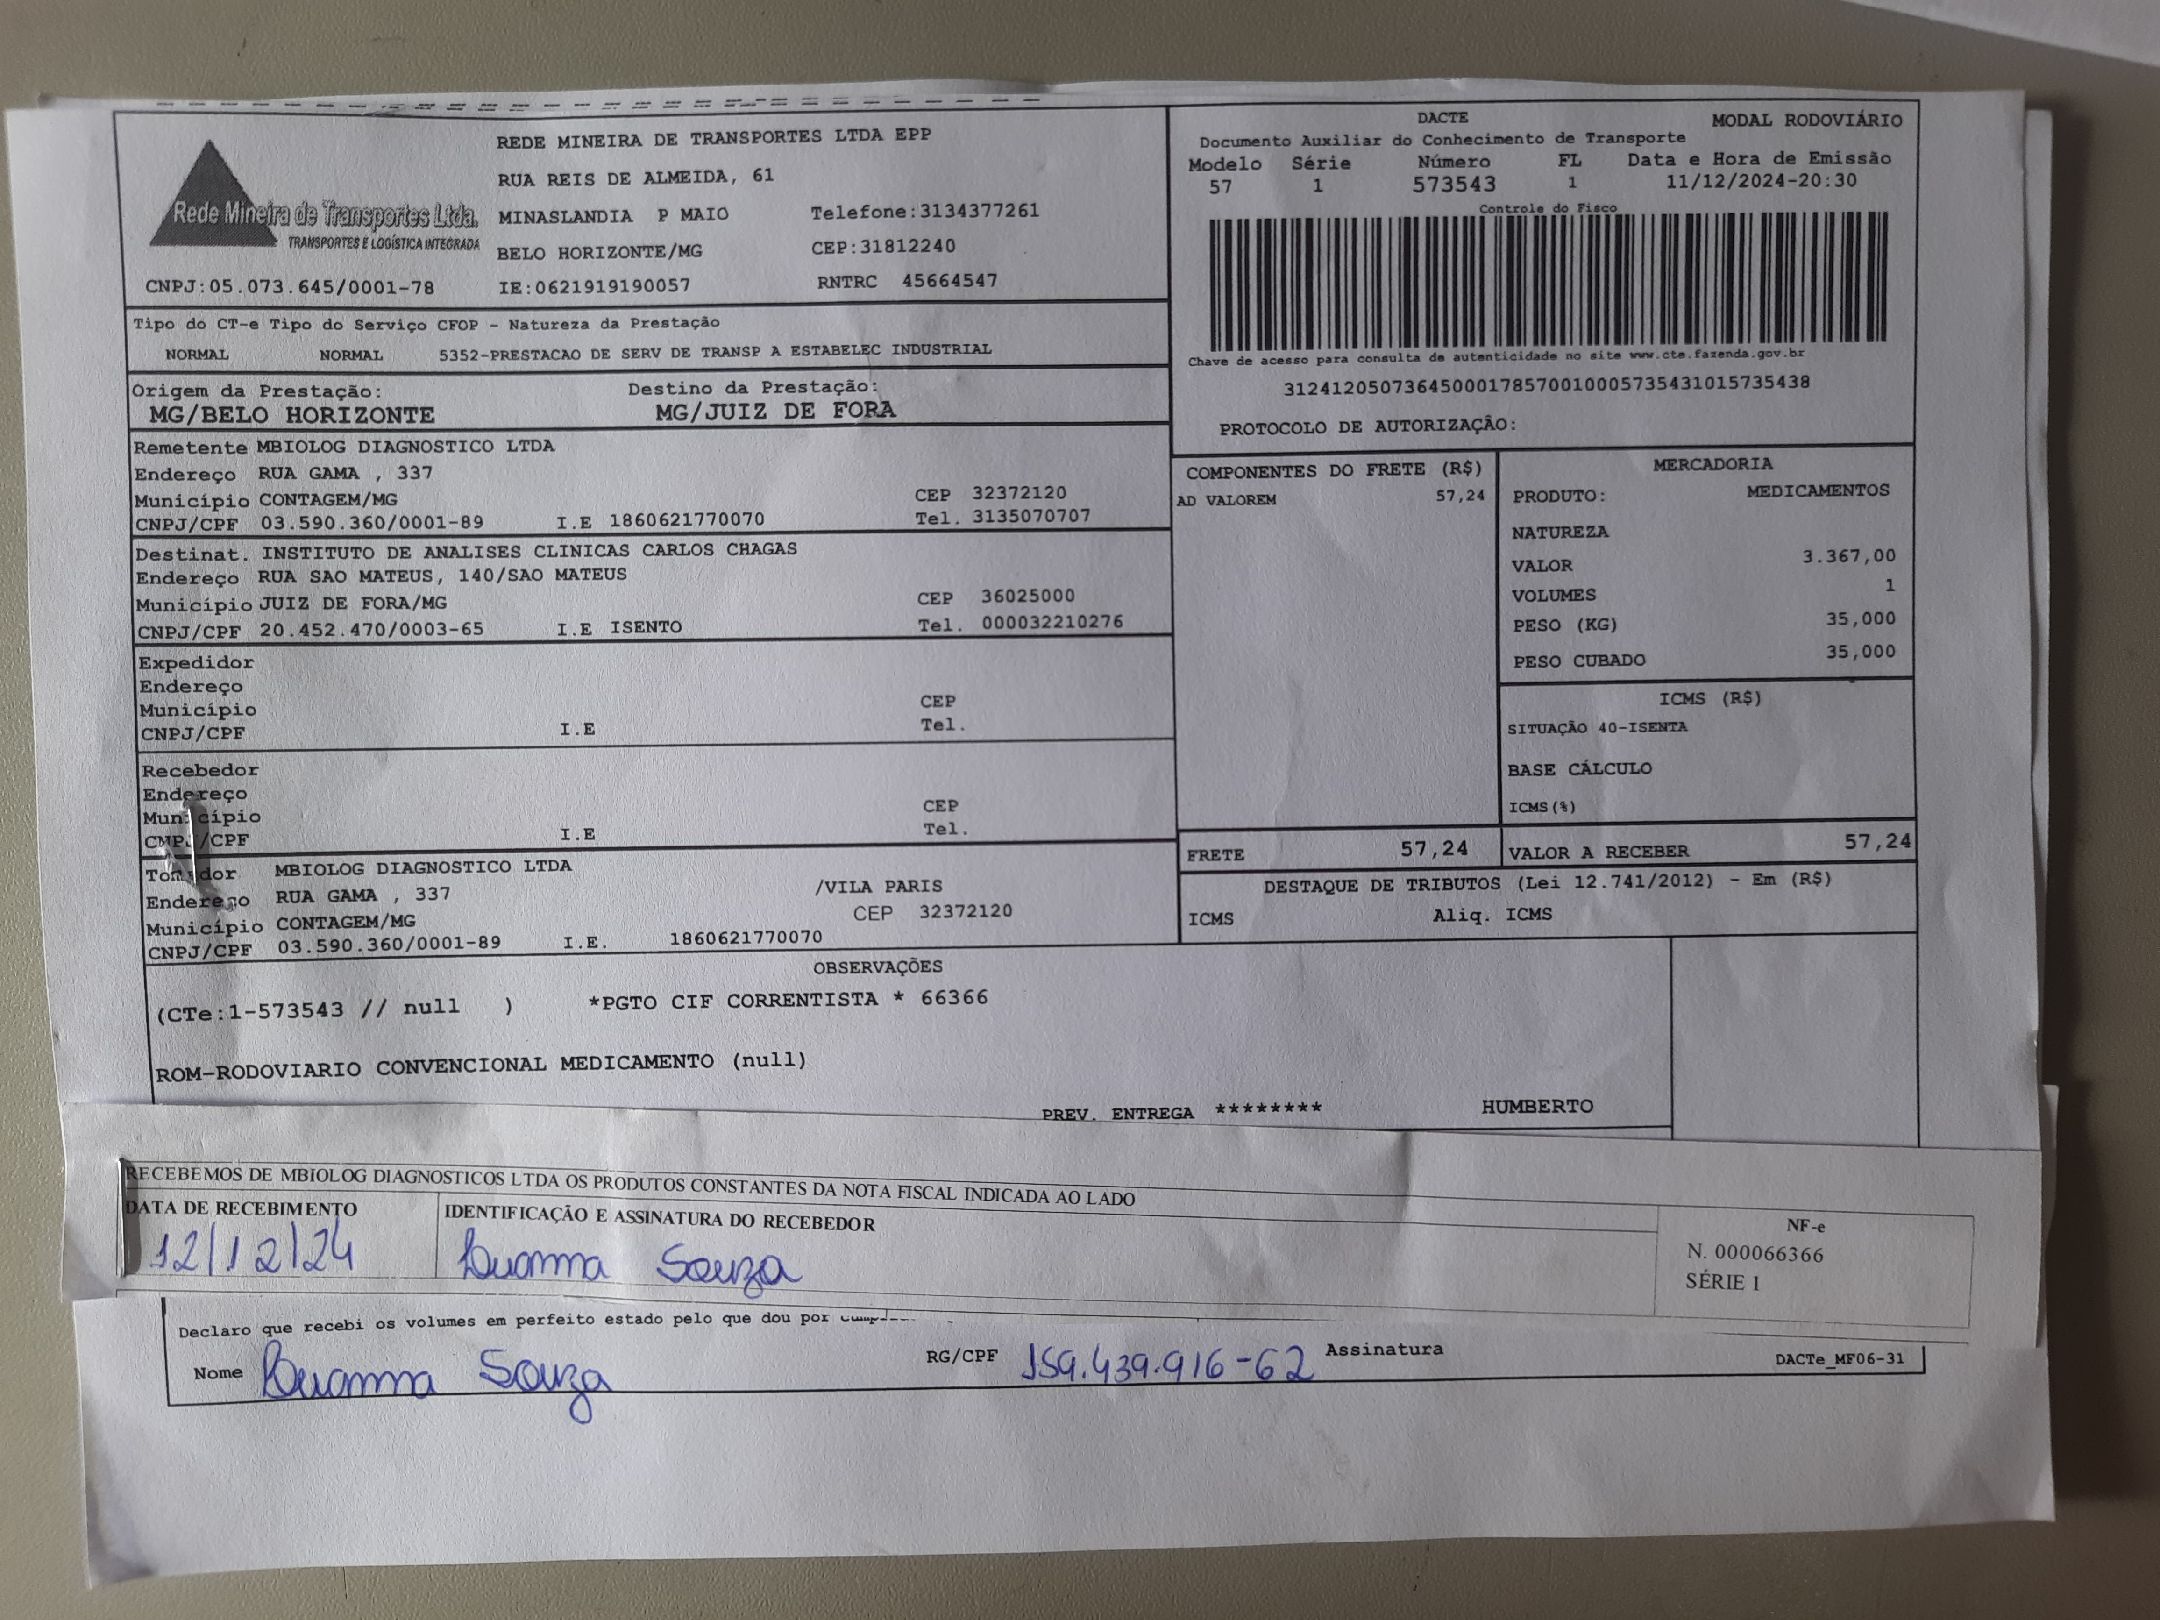 REDE MINEIRA DE TRANSPORTES LTDA EPP
RUA REIS DE ALMEIDA, 61
Rede Mineira de Transportes Ltda.
TRANSPORTES E LOGÍSTICA INTEGRADA
MINASLANDIA P MAIO Telefone:3134377261
BELO HORIZONTE/MG CEP:31812240
CNPJ:05.073.645/0001-78 IE:0621919190057 RNTRC 45664547
DACTE MODAL RODOVIÁRIO
Documento Auxiliar do Conhecimento de Transporte
Modelo Série Número FL Data e Hora de Emissão
57 1 573543 1 11/12/2024-20:30
Controle do Fisco
Chave de acesso para consulta de autenticidade no site www.cte.fazenda.gov.br
31241205073645000178570010005735431015735438
PROTOCOLO DE AUTORIZAÇÃO:
Tipo do CT-e Tipo do Serviço CFOP - Natureza da Prestação
NORMAL NORMAL 5352-PRESTACAO DE SERV DE TRANSP A ESTABELEC INDUSTRIAL
Origem da Prestação: Destino da Prestação:
MG/BELO HORIZONTE MG/JUIZ DE FORA
Remetente MBIOLOG DIAGNOSTICO LTDA
Endereço RUA GAMA , 337
Município CONTAGEM/MG CEP 32372120
CNPJ/CPF 03.590.360/0001-89 I.E 1860621770070 Tel. 3135070707
Destinat. INSTITUTO DE ANALISES CLINICAS CARLOS CHAGAS
Endereço RUA SAO MATEUS, 140/SAO MATEUS
Município JUIZ DE FORA/MG CEP 36025000
CNPJ/CPF 20.452.470/0003-65 I.E ISENTO Tel. 000032210276
Expedidor
Endereço
Município CEP
CNPJ/CPF I.E Tel.
Recebedor
Endereço
Município CEP
CNPJ/CPF I.E Tel.
Tomador MBIOLOG DIAGNOSTICO LTDA
Endereço RUA GAMA , 337 /VILA PARIS
Município CONTAGEM/MG CEP 32372120
CNPJ/CPF 03.590.360/0001-89 I.E. 1860621770070
COMPONENTES DO FRETE (R$)
AD VALOREM 57,24
MERCADORIA
PRODUTO: MEDICAMENTOS
NATUREZA
VALOR 3.367,00
VOLUMES 1
PESO (KG) 35,000
PESO CUBADO 35,000
ICMS (R$)
SITUAÇÃO 40-ISENTA
BASE CÁLCULO
ICMS(%)
FRETE 57,24 VALOR A RECEBER 57,24
DESTAQUE DE TRIBUTOS (Lei 12.741/2012) - Em (R$)
ICMS Aliq. ICMS
OBSERVAÇÕES
(CTe:1-573543 // null ) *PGTO CIF CORRENTISTA * 66366
ROM-RODOVIARIO CONVENCIONAL MEDICAMENTO (null)
PREV. ENTREGA ******** HUMBERTO
RECEBEMOS DE MBIOLOG DIAGNOSTICOS LTDA OS PRODUTOS CONSTANTES DA NOTA FISCAL INDICADA AO LADO
DATA DE RECEBIMENTO IDENTIFICAÇÃO E ASSINATURA DO RECEBEDOR
12/12/24 Souza
NF-e
N. 000066366
SÉRIE 1
Declaro que recebi os volumes em perfeito estado pelo que dou por
Nome Souza RG/CPF 159.439.916-62 Assinatura DACTe_MF06-31